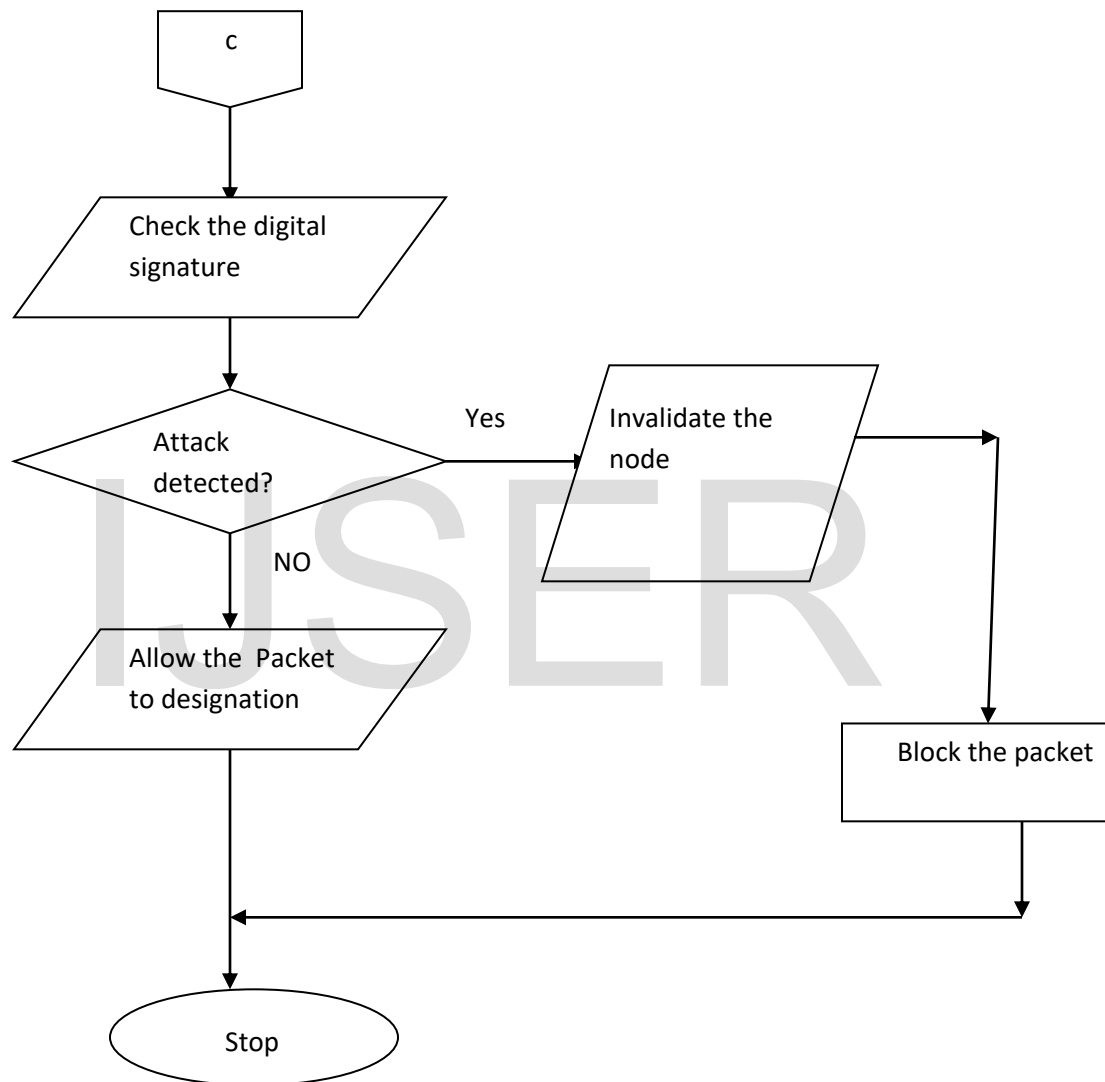 c
Check the digital
signature
Attack
detected?
Yes
Invalidate the
node
NO
Allow the Packet
to designation
Block the packet
Stop
IJSER